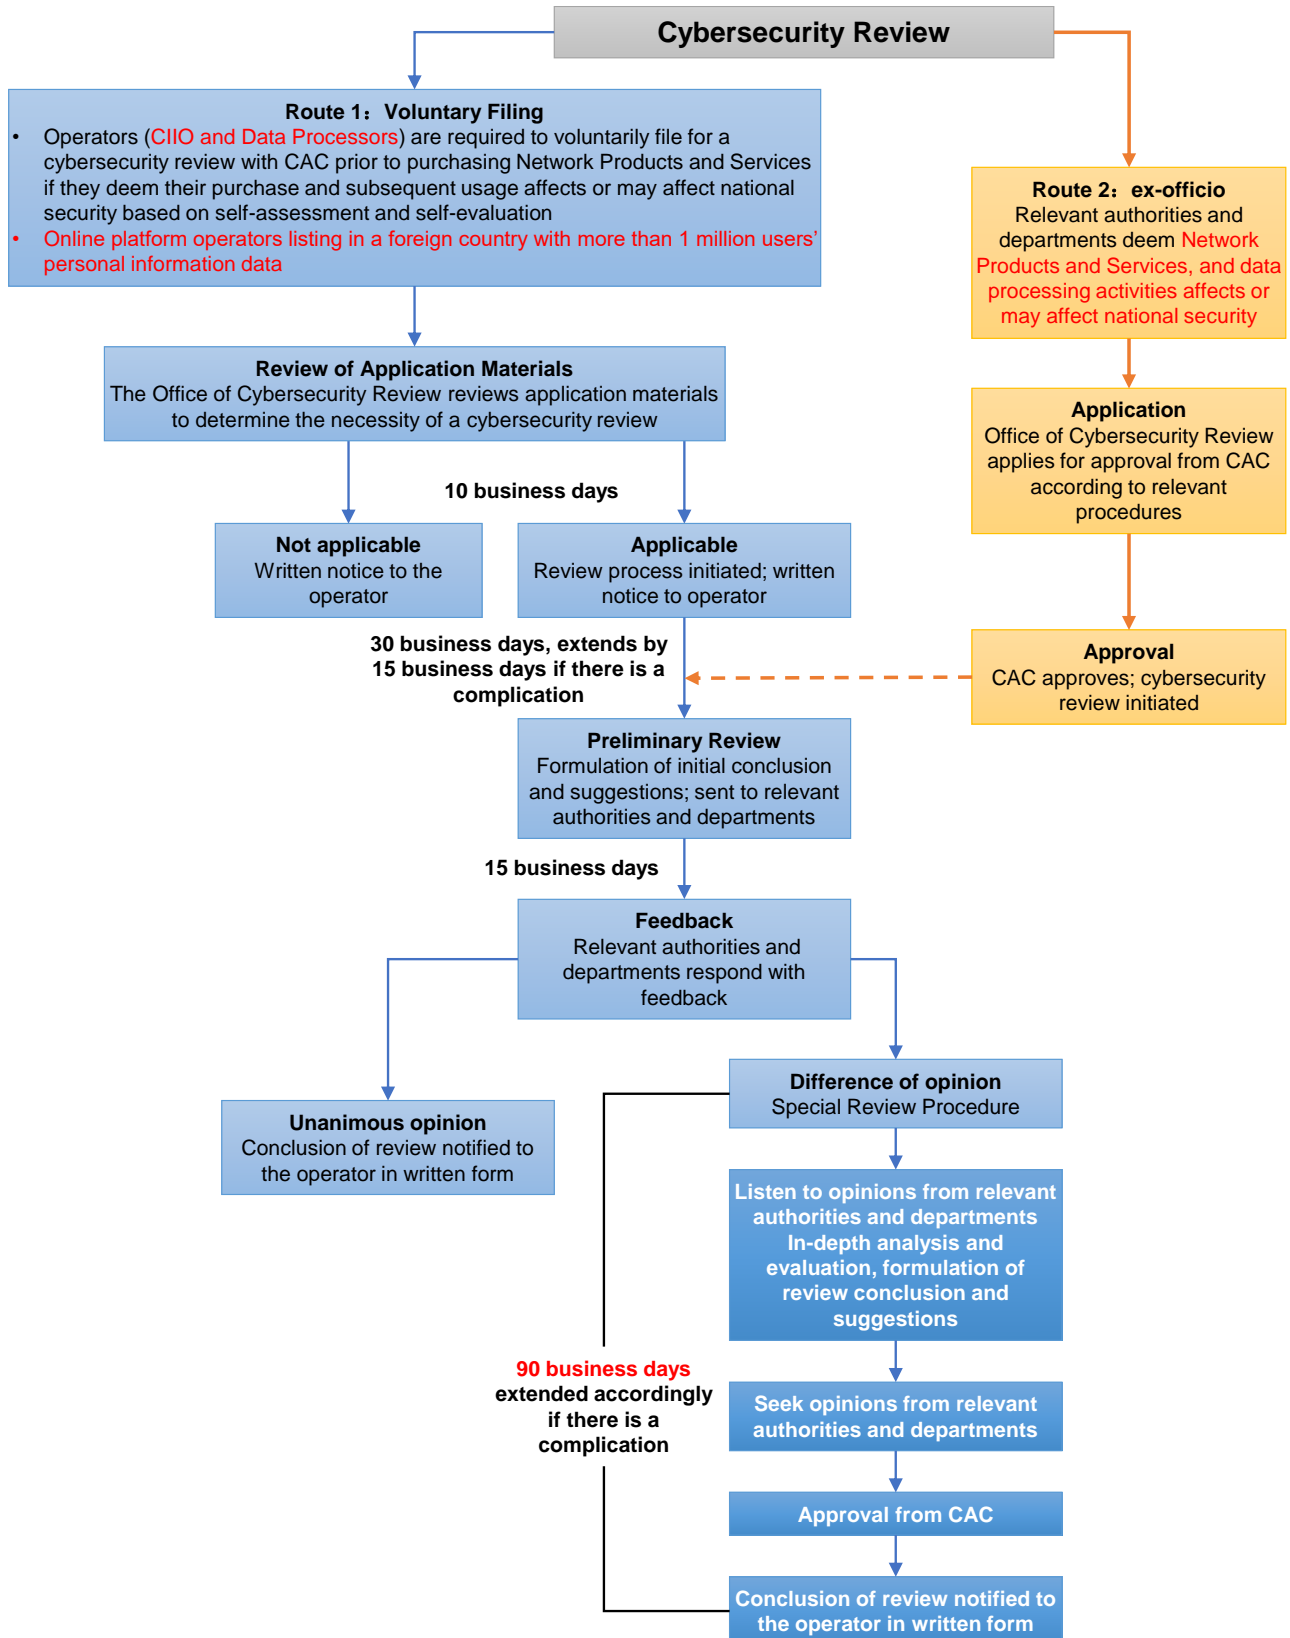 Cybersecurity Review
Route 1：Voluntary Filing
• Operators (CIIO and Data Processors) are required to voluntarily file for a
cybersecurity review with CAC prior to purchasing Network Products and Services
if they deem their purchase and subsequent usage affects or may affect national
security based on self-assessment and self-evaluation
• Online platform operators listing in a foreign country with more than 1 million users’
personal information data
Route 2：ex-officio
Relevant authorities and
departments deem Network
Products and Services, and data
processing activities affects or
may affect national security
Review of Application Materials
The Office of Cybersecurity Review reviews application materials
to determine the necessity of a cybersecurity review
Application
Office of Cybersecurity Review
applies for approval from CAC
according to relevant
procedures
10 business days
Not applicable
Written notice to the
operator
Applicable
Review process initiated; written
notice to operator
30 business days, extends by
15 business days if there is a
complication
Approval
CAC approves; cybersecurity
review initiated
Preliminary Review
Formulation of initial conclusion
and suggestions; sent to relevant
authorities and departments
15 business days
Feedback
Relevant authorities and
departments respond with
feedback
Unanimous opinion
Conclusion of review notified to
the operator in written form
Difference of opinion
Special Review Procedure
Listen to opinions from relevant
authorities and departments
In-depth analysis and
evaluation, formulation of
review conclusion and
suggestions
90 business days
extended accordingly
if there is a
complication
Seek opinions from relevant
authorities and departments
Approval from CAC
Conclusion of review notified to
the operator in written form